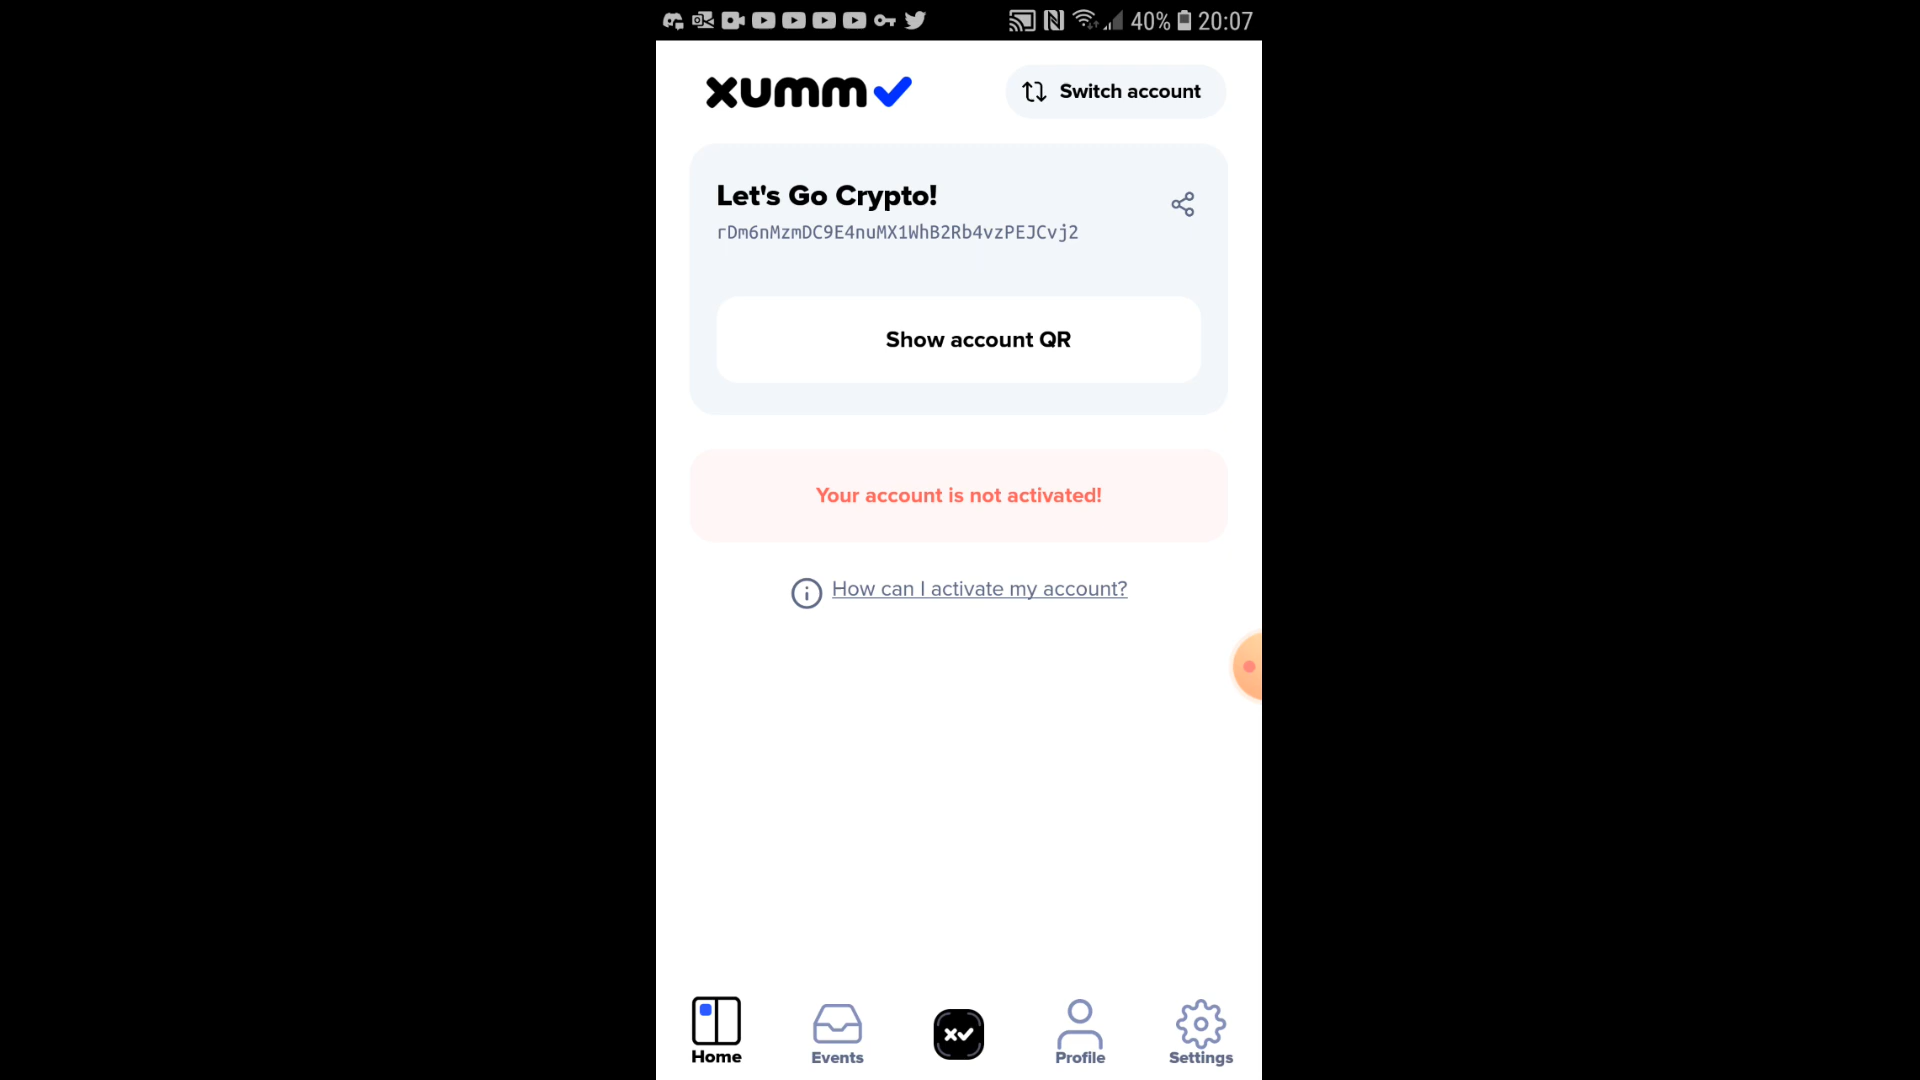 40% 20:07
xumm
Switch account
Let's Go Crypto!
rDm6nMzmDC9E4nuMX1WhB2Rb4vzPEJCvj2
Show account QR
Your account is not activated!
How can I activate my account?
Home
Events
Profile
Settings